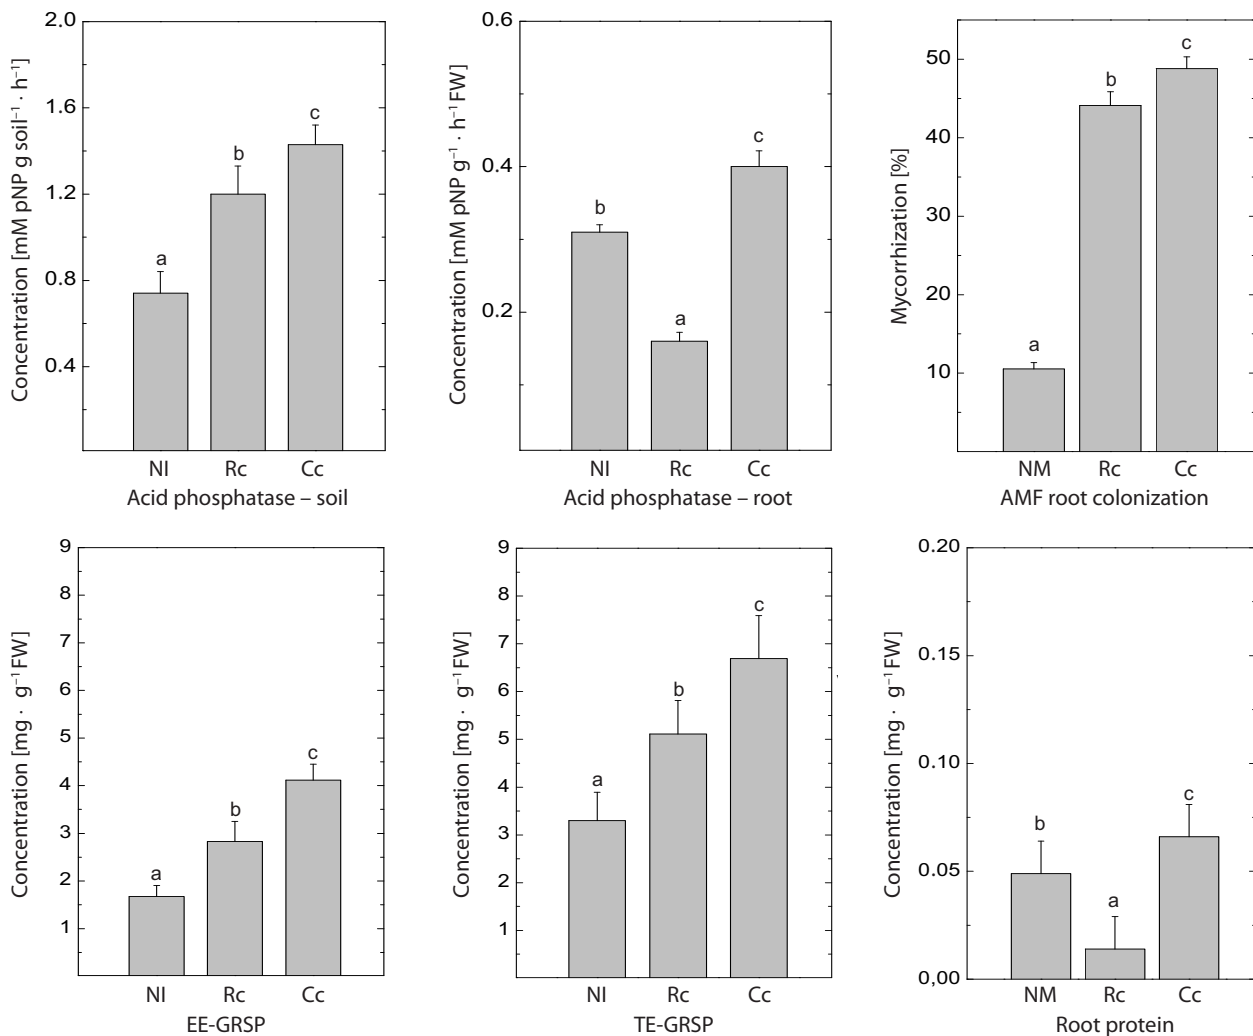 Concentration [mM pNP g soil⁻¹ · h⁻¹]
2.0
1.6
1.2
0.8
0.4
a
b
c
NI Rc Cc
Acid phosphatase – soil
Concentration [mM pNP g⁻¹ · h⁻¹ FW]
0.6
0.4
0.2
b
a
c
NI Rc Cc
Acid phosphatase – root
Mycorrhization [%]
50
40
30
20
10
a
b
c
NM Rc Cc
AMF root colonization
Concentration [mg · g⁻¹ FW]
9
8
7
6
5
4
3
2
1
a
b
c
NI Rc Cc
EE-GRSP
Concentration [mg · g⁻¹ FW]
9
8
7
6
5
4
3
2
1
a
b
c
NI Rc Cc
TE-GRSP
Concentration [mg · g⁻¹ FW]
0.20
0.15
0.10
0.05
0,00
b
a
c
NM Rc Cc
Root protein